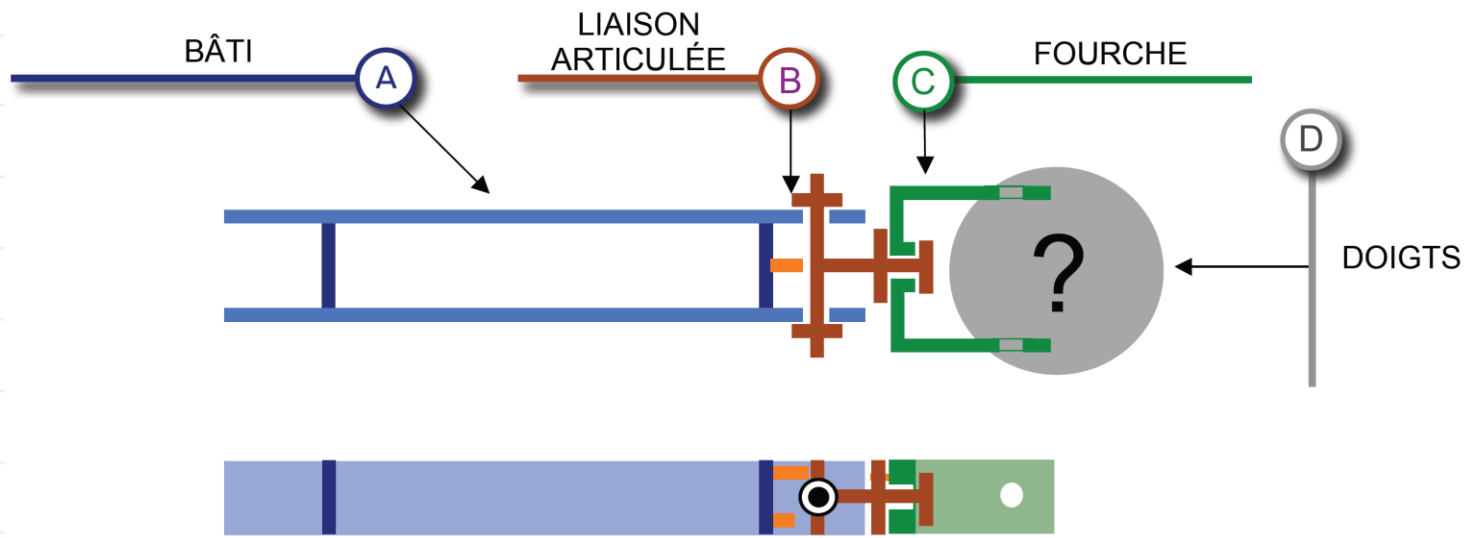 BÂTI
A
LIAISON
ARTICULÉE
B
C
FOURCHE
D
DOIGTS
?